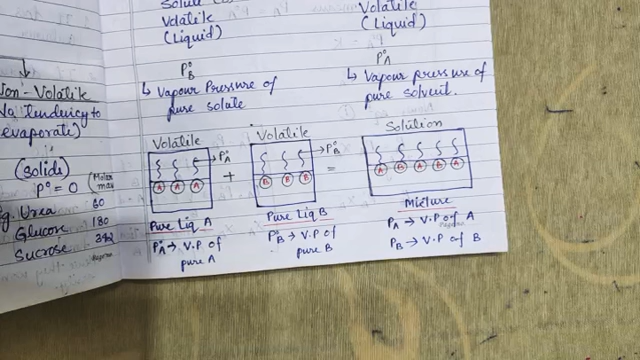 Solute
Volatile
(Liquid)
P°B
↳ Vapour Pressure of
pure solute
Volatile
(Liquid)
P°A
↳ Vapour pressure of
pure solvent.
Non-Volatile
(No tendency to
evaporate)
(solids)
P° = 0 (Molar
mass
Eg. Urea 60
Glucose 180
Sucrose 342
Volatile
P°A
A A A
Pure Liq A
P°A → V.P of
pure A
+
Volatile
P°B
B B B
Pure Liq B
P°B → V.P of
pure B
=
Solution
A B A B A
Mixture
PA → V.P of A
PB → V.P of B